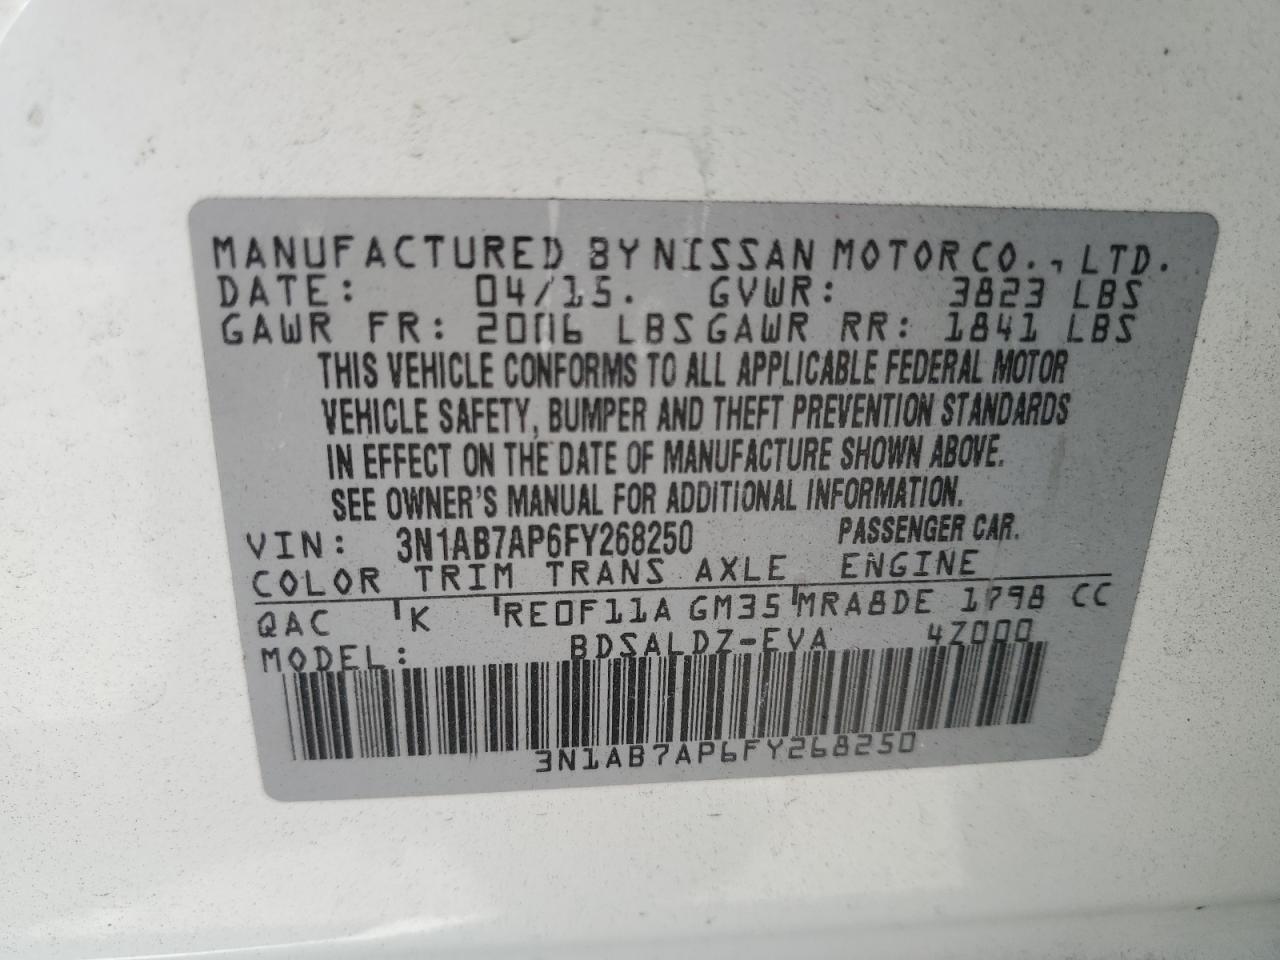 MANUFACTURED BY NISSAN MOTOR CO., LTD.
DATE: 04/15. GVWR: 3823 LBS
GAWR FR: 2006 LBS GAWR RR: 1841 LBS
THIS VEHICLE CONFORMS TO ALL APPLICABLE FEDERAL MOTOR
VEHICLE SAFETY, BUMPER AND THEFT PREVENTION STANDARDS
IN EFFECT ON THE DATE OF MANUFACTURE SHOWN ABOVE.
SEE OWNER'S MANUAL FOR ADDITIONAL INFORMATION.
VIN: 3N1AB7AP6FY268250 PASSENGER CAR.
COLOR TRIM TRANS AXLE ENGINE
QAC K RE0F11A GM35 MRA8DE 1798 CC
MODEL: BDSALDZ-EVA 4Z000
3N1AB7AP6FY268250